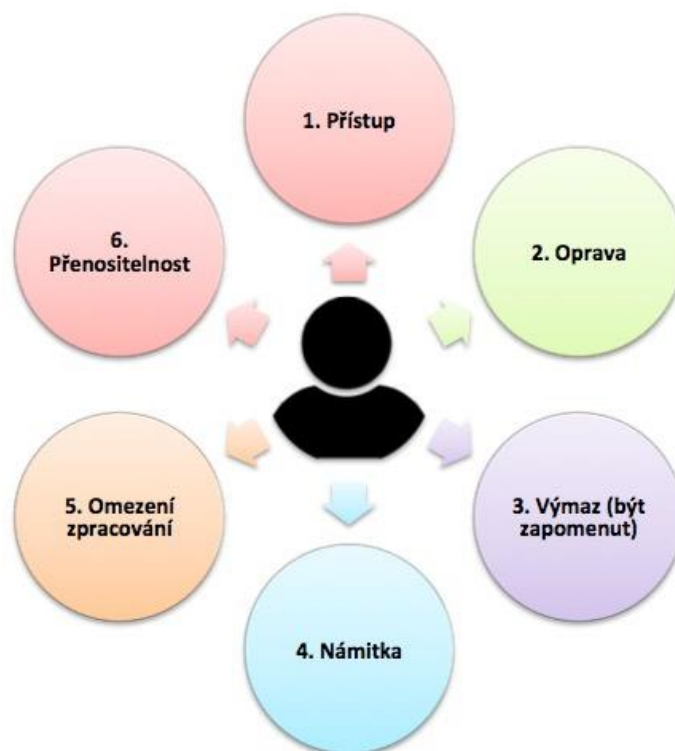 1. Přístup
2. Oprava
3. Výmaz (být
zapomenut)
4. Námitka
5. Omezení
zpracování
6.
Přenositelnost